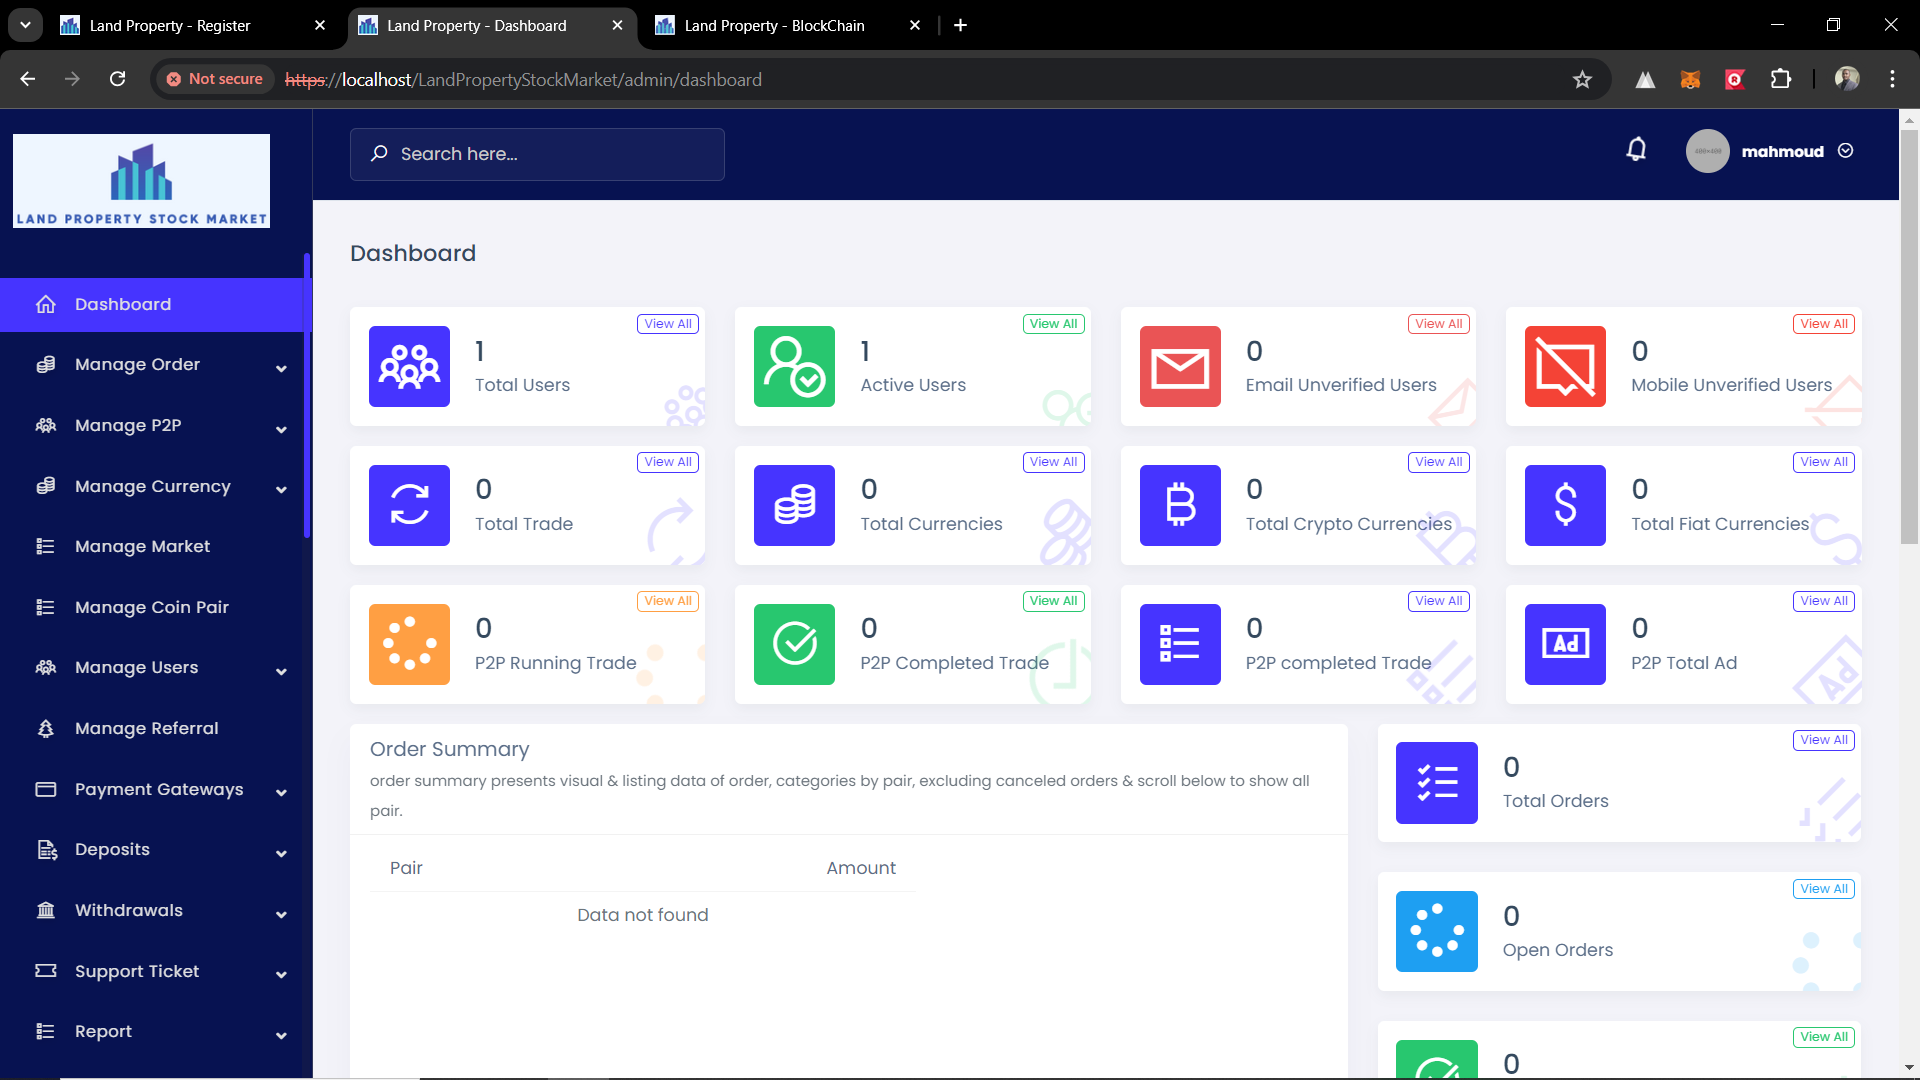 Land Property - Register
Land Property - Dashboard
Land Property - BlockChain
Not secure
https://localhost/LandPropertyStockMarket/admin/dashboard
LAND PROPERTY STOCK MARKET
Search here...
400×400
mahmoud
Dashboard
Manage Order
Manage P2P
Manage Currency
Manage Market
Manage Coin Pair
Manage Users
Manage Referral
Payment Gateways
Deposits
Withdrawals
Support Ticket
Report
Dashboard
View All
1
Total Users
View All
1
Active Users
View All
0
Email Unverified Users
View All
0
Mobile Unverified Users
View All
0
Total Trade
View All
0
Total Currencies
View All
0
Total Crypto Currencies
View All
0
Total Fiat Currencies
View All
0
P2P Running Trade
View All
0
P2P Completed Trade
View All
0
P2P completed Trade
View All
Ad
0
P2P Total Ad
Ad
Order Summary
order summary presents visual & listing data of order, categories by pair, excluding canceled orders & scroll below to show all
pair.
Pair Amount
Data not found
View All
0
Total Orders
View All
0
Open Orders
View All
0